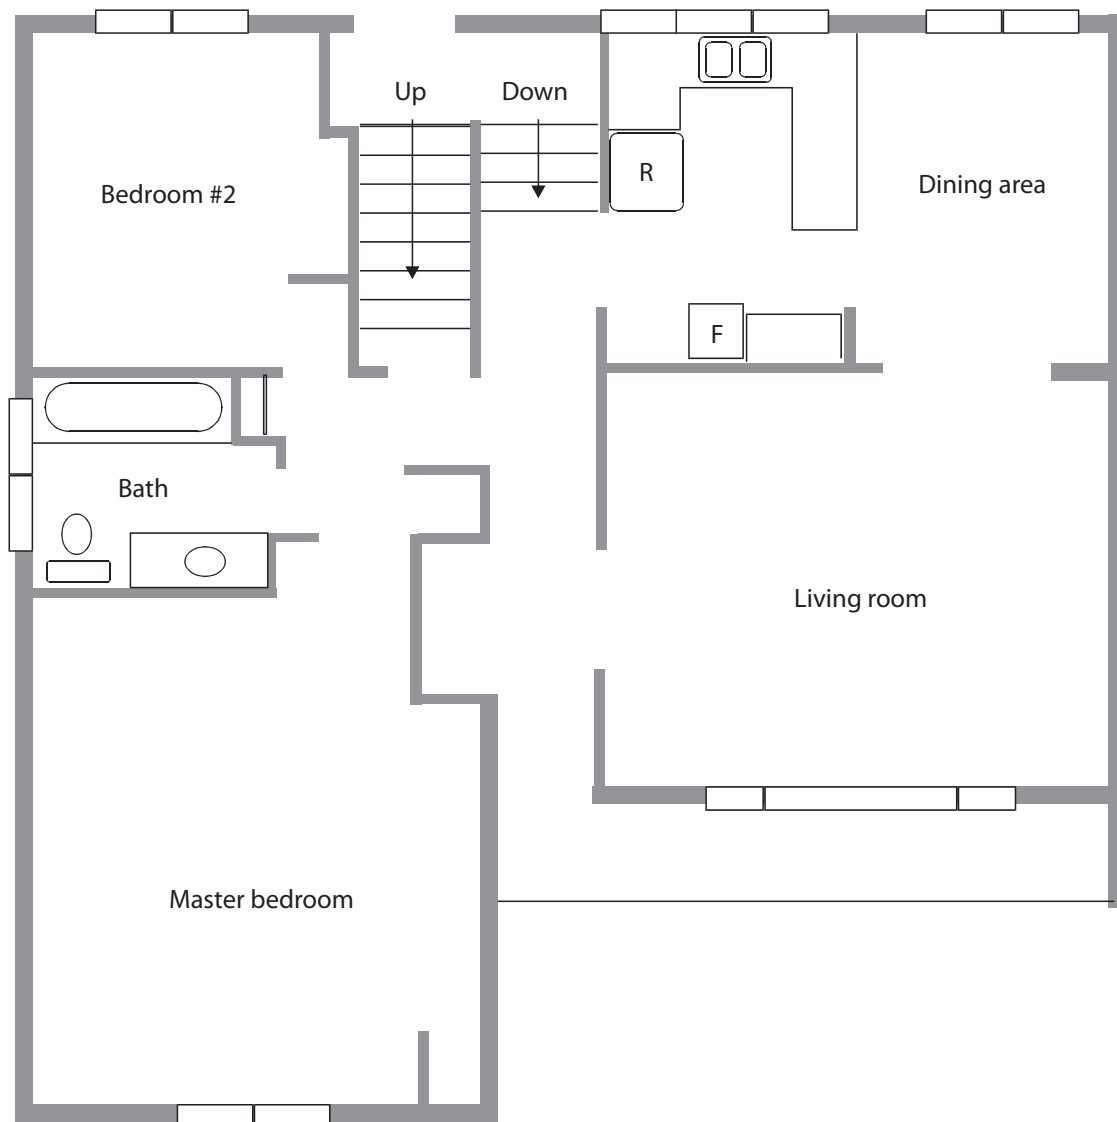 Up
Down
R
Dining area
Bedroom #2
F
Bath
Living room
Master bedroom